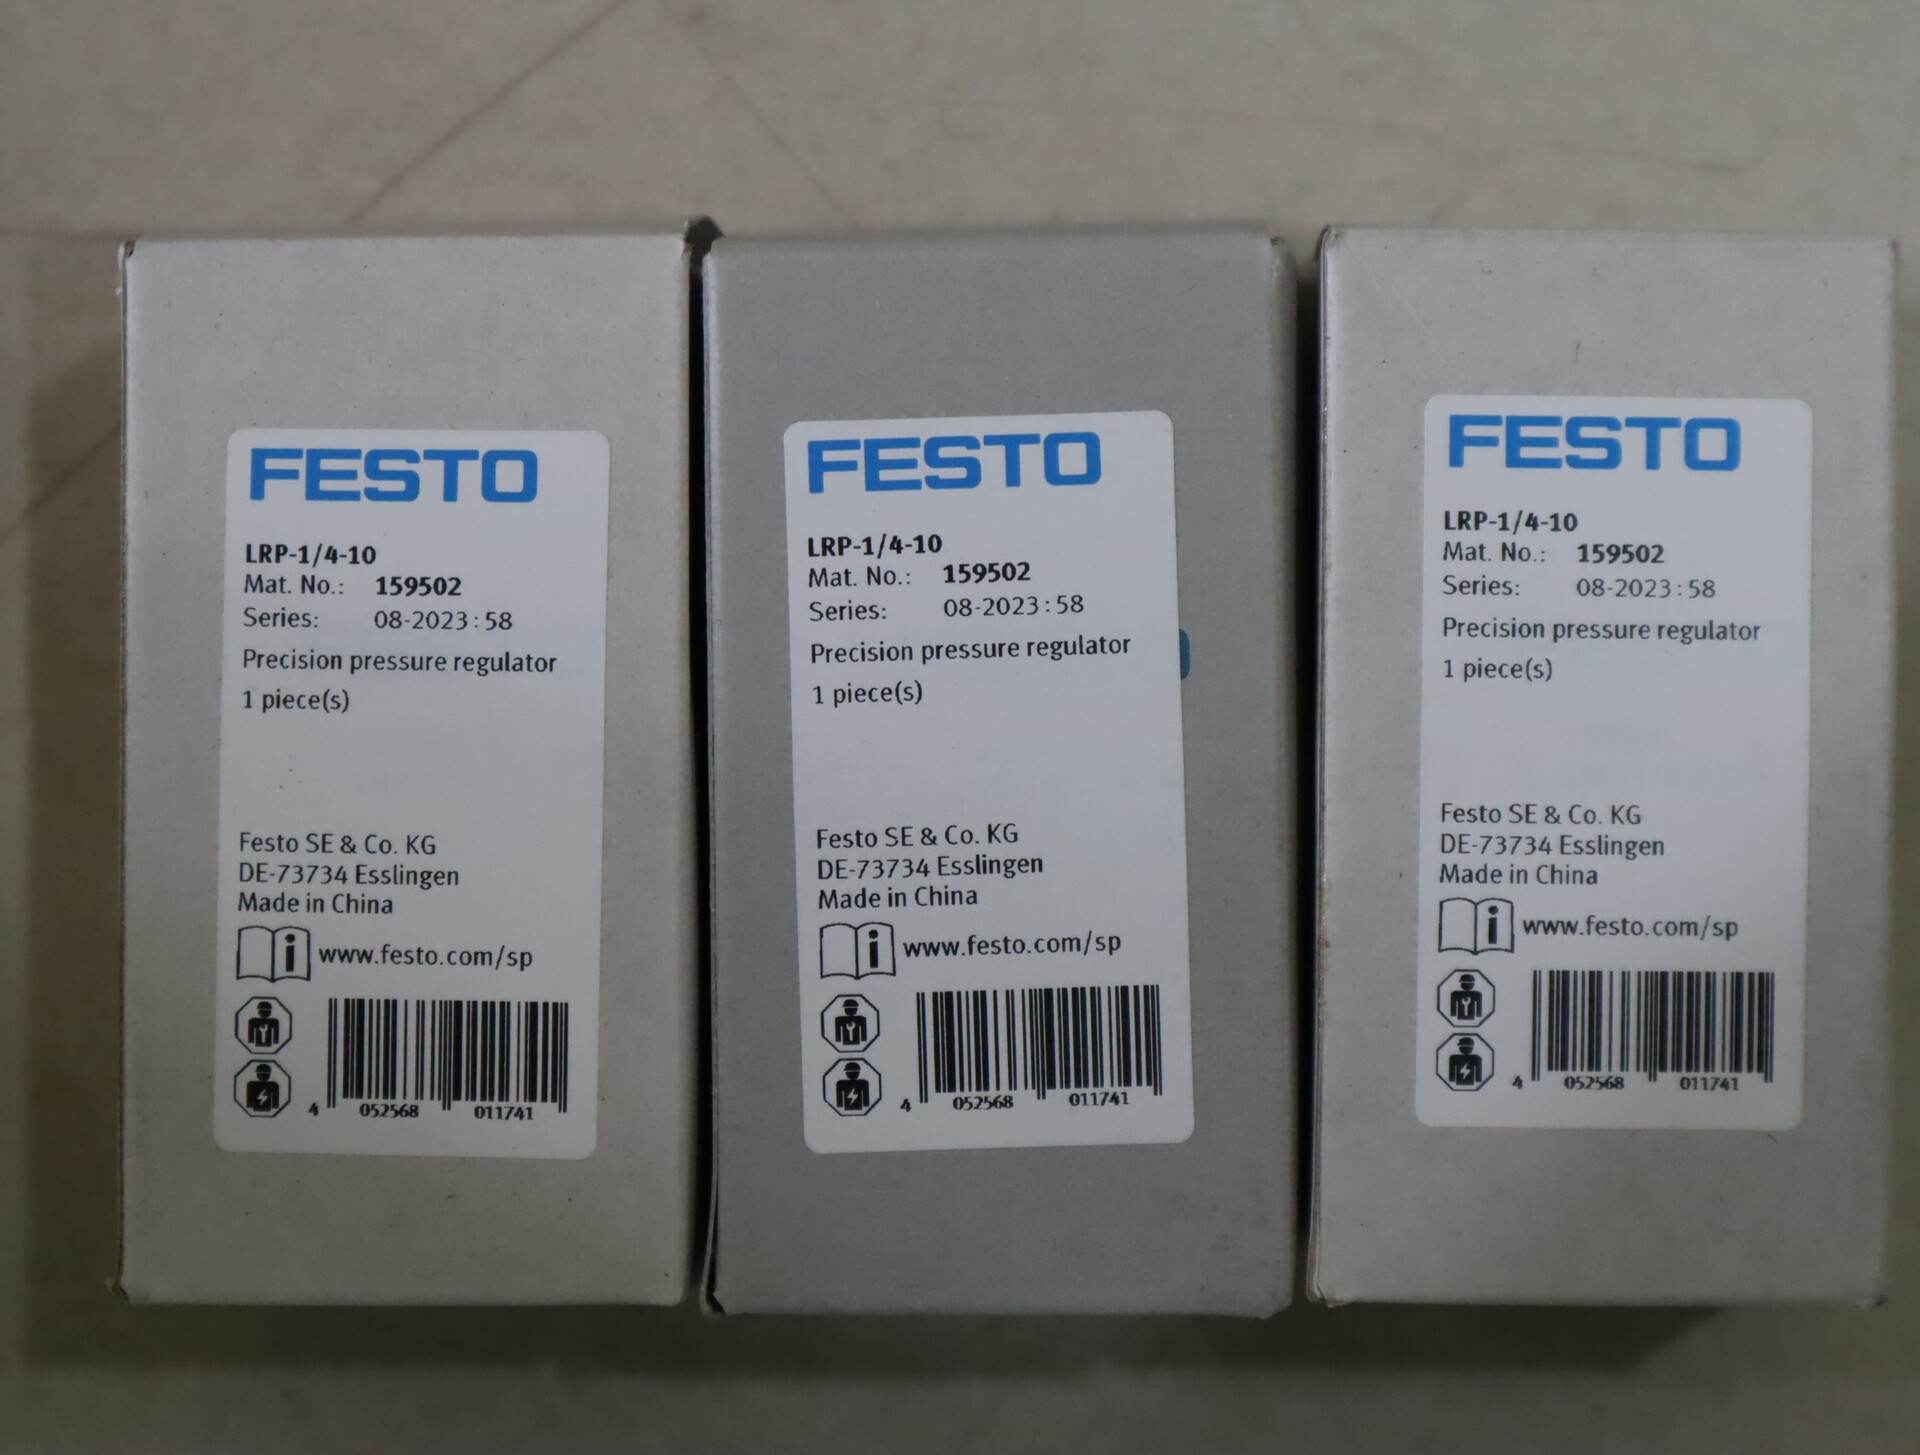 FESTO
LRP-1/4-10
Mat. No.: 159502
Series: 08-2023:58
Precision pressure regulator
1 piece(s)
Festo SE & Co. KG
DE-73734 Esslingen
Made in China
www.festo.com/sp
4 052568 011741
FESTO
LRP-1/4-10
Mat. No.: 159502
Series: 08-2023:58
Precision pressure regulator
1 piece(s)
Festo SE & Co. KG
DE-73734 Esslingen
Made in China
www.festo.com/sp
4 052568 011741
FESTO
LRP-1/4-10
Mat. No.: 159502
Series: 08-2023:58
Precision pressure regulator
1 piece(s)
Festo SE & Co. KG
DE-73734 Esslingen
Made in China
www.festo.com/sp
4 052568 011741